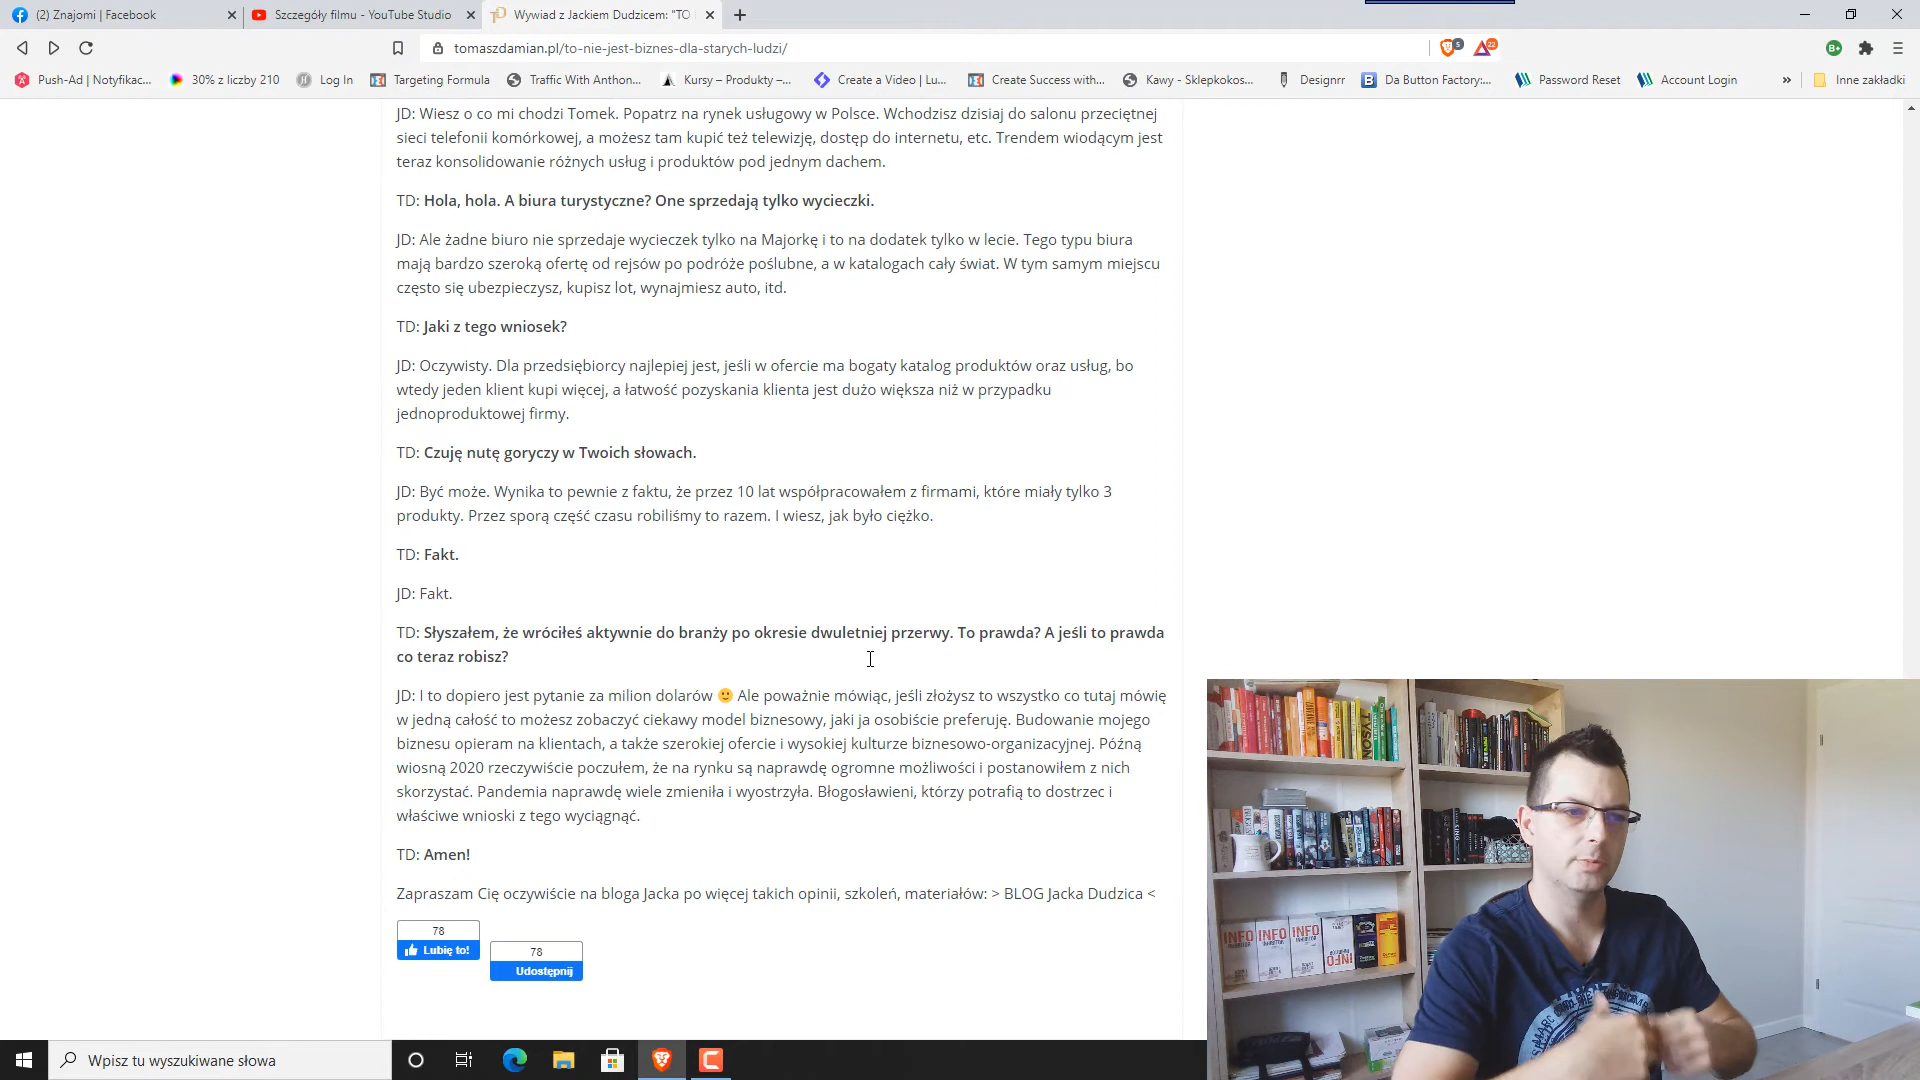 (2) Znajomi | Facebook
Szczegóły filmu - YouTube Studio
Wywiad z Jackiem Dudzicem: "TO
tomaszdamian.pl/to-nie-jest-biznes-dla-starych-ludzi/
5
22
B+
Push-Ad | Notyfikac...
30% z liczby 210
Log In
Targeting Formula
Traffic With Anthon...
Kursy – Produkty –...
Create a Video | Lu...
Create Success with...
Kawy - Sklepkokos...
Designrr
Da Button Factory:...
Password Reset
Account Login
»
Inne zakładki
JD: Wiesz o co mi chodzi Tomek. Popatrz na rynek usługowy w Polsce. Wchodzisz dzisiaj do salonu przeciętnej
sieci telefonii komórkowej, a możesz tam kupić też telewizję, dostęp do internetu, etc. Trendem wiodącym jest
teraz konsolidowanie różnych usług i produktów pod jednym dachem.
TD: Hola, hola. A biura turystyczne? One sprzedają tylko wycieczki.
JD: Ale żadne biuro nie sprzedaje wycieczek tylko na Majorkę i to na dodatek tylko w lecie. Tego typu biura
mają bardzo szeroką ofertę od rejsów po podróże poślubne, a w katalogach cały świat. W tym samym miejscu
często się ubezpieczysz, kupisz lot, wynajmiesz auto, itd.
TD: Jaki z tego wniosek?
JD: Oczywisty. Dla przedsiębiorcy najlepiej jest, jeśli w ofercie ma bogaty katalog produktów oraz usług, bo
wtedy jeden klient kupi więcej, a łatwość pozyskania klienta jest dużo większa niż w przypadku
jednoproduktowej firmy.
TD: Czuję nutę goryczy w Twoich słowach.
JD: Być może. Wynika to pewnie z faktu, że przez 10 lat współpracowałem z firmami, które miały tylko 3
produkty. Przez sporą część czasu robiliśmy to razem. I wiesz, jak było ciężko.
TD: Fakt.
JD: Fakt.
TD: Słyszałem, że wróciłeś aktywnie do branży po okresie dwuletniej przerwy. To prawda? A jeśli to prawda
co teraz robisz?
JD: I to dopiero jest pytanie za milion dolarów 🙂 Ale poważnie mówiąc, jeśli złożysz to wszystko co tutaj mówię
w jedną całość to możesz zobaczyć ciekawy model biznesowy, jaki ja osobiście preferuję. Budowanie mojego
biznesu opieram na klientach, a także szerokiej ofercie i wysokiej kulturze biznesowo-organizacyjnej. Późną
wiosną 2020 rzeczywiście poczułem, że na rynku są naprawdę ogromne możliwości i postanowiłem z nich
skorzystać. Pandemia naprawdę wiele zmieniła i wyostrzyła. Błogosławieni, którzy potrafią to dostrzec i
właściwe wnioski z tego wyciągnąć.
TD: Amen!
Zapraszam Cię oczywiście na bloga Jacka po więcej takich opinii, szkoleń, materiałów: > BLOG Jacka Dudzica <
78
Lubię to!
78
Udostępnij
TYSON
INFO
INFO
INFO
INFO
Wpisz tu wyszukiwane słowa